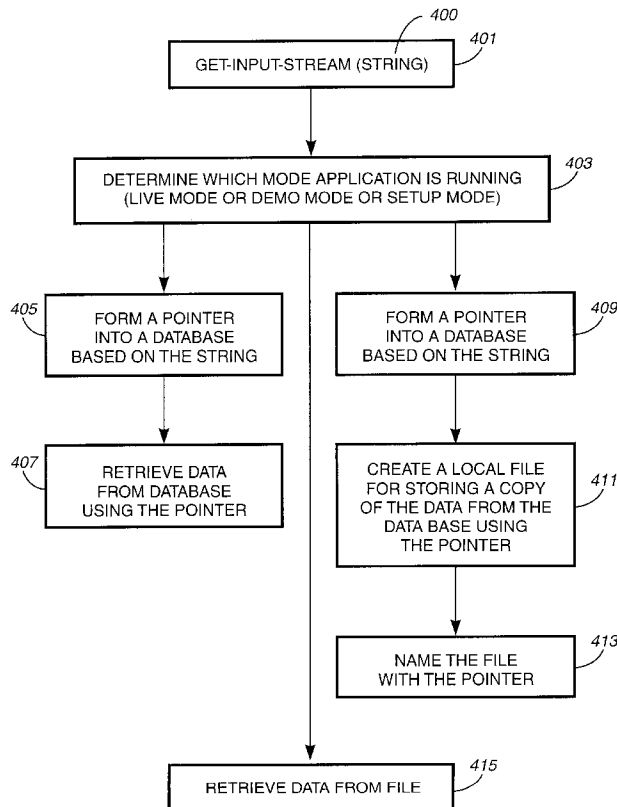 400
GET-INPUT-STREAM (STRING)
401
DETERMINE WHICH MODE APPLICATION IS RUNNING
(LIVE MODE OR DEMO MODE OR SETUP MODE)
403
405
FORM A POINTER
INTO A DATABASE
BASED ON THE STRING
FORM A POINTER
INTO A DATABASE
BASED ON THE STRING
409
407
RETRIEVE DATA
FROM DATABASE
USING THE POINTER
CREATE A LOCAL FILE
FOR STORING A COPY
OF THE DATA FROM THE
DATA BASE USING
THE POINTER
411
NAME THE FILE
WITH THE POINTER
413
RETRIEVE DATA FROM FILE
415